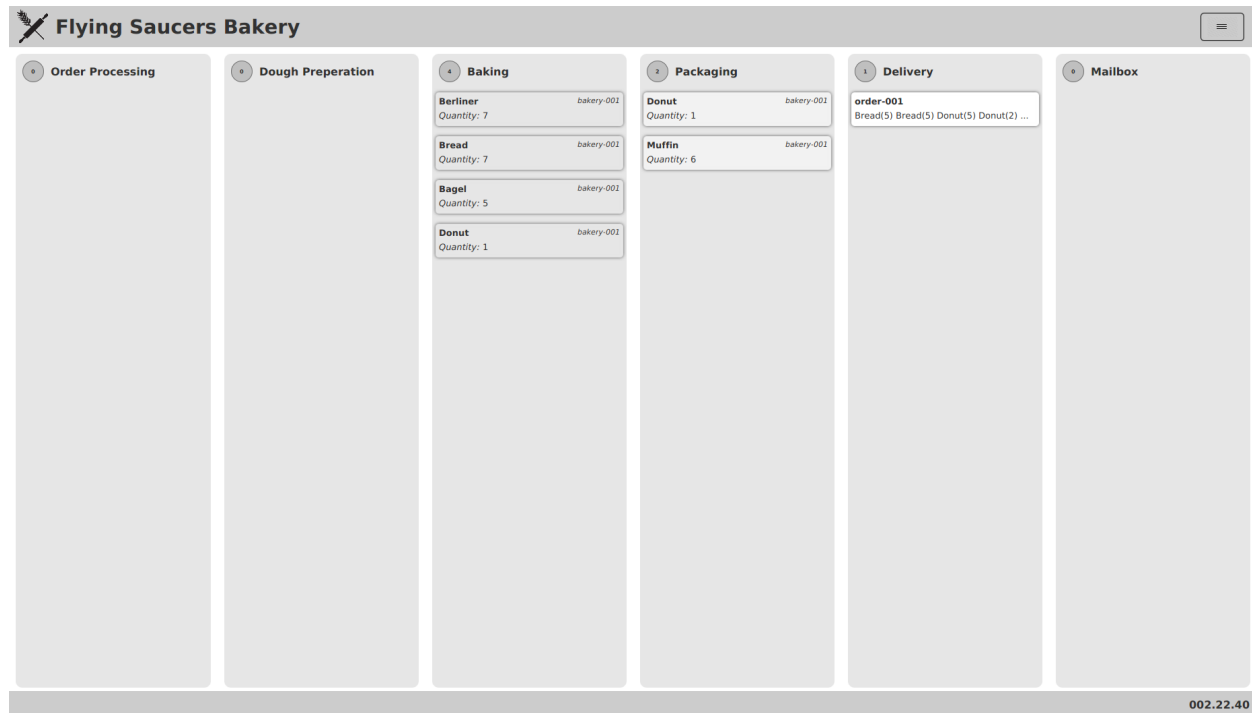 Flying Saucers Bakery
0 Order Processing
0 Dough Preperation
4 Baking
Berliner bakery-001
Quantity: 7
Bread bakery-001
Quantity: 7
Bagel bakery-001
Quantity: 5
Donut bakery-001
Quantity: 1
2 Packaging
Donut bakery-001
Quantity: 1
Muffin bakery-001
Quantity: 6
1 Delivery
order-001
Bread(5) Bread(5) Donut(5) Donut(2) ...
0 Mailbox
002.22.40